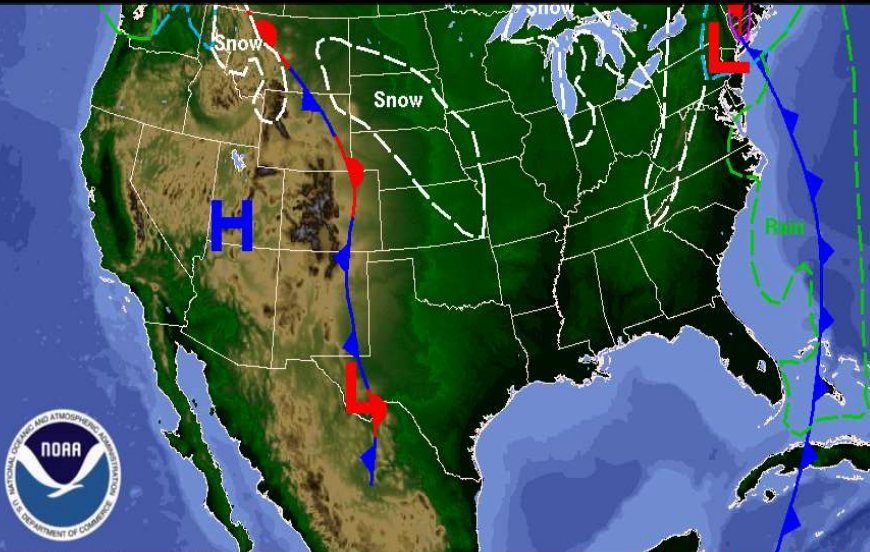 Snow
Snow
Snow
L
H
Rain
L
NOAA
NATIONAL OCEANIC AND ATMOSPHERIC ADMINISTRATION
U.S. DEPARTMENT OF COMMERCE